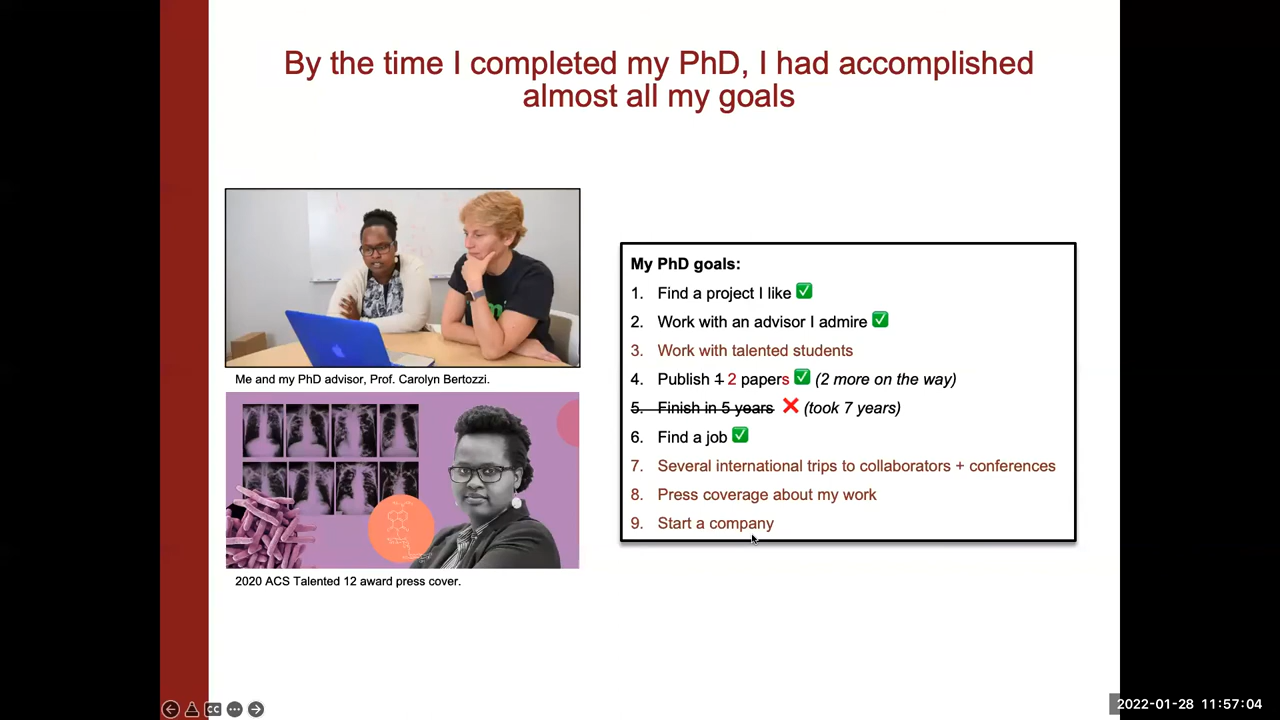 By the time I completed my PhD, I had accomplished
almost all my goals
Me and my PhD advisor, Prof. Carolyn Bertozzi.
2020 ACS Talented 12 award press cover.
My PhD goals:
1. Find a project I like ✅
2. Work with an advisor I admire ✅
3. Work with talented students
4. Publish 1 2 papers ✅ (2 more on the way)
5. Finish in 5 years ❌ (took 7 years)
6. Find a job ✅
7. Several international trips to collaborators + conferences
8. Press coverage about my work
9. Start a company
CC
2022-01-28 11:57:04